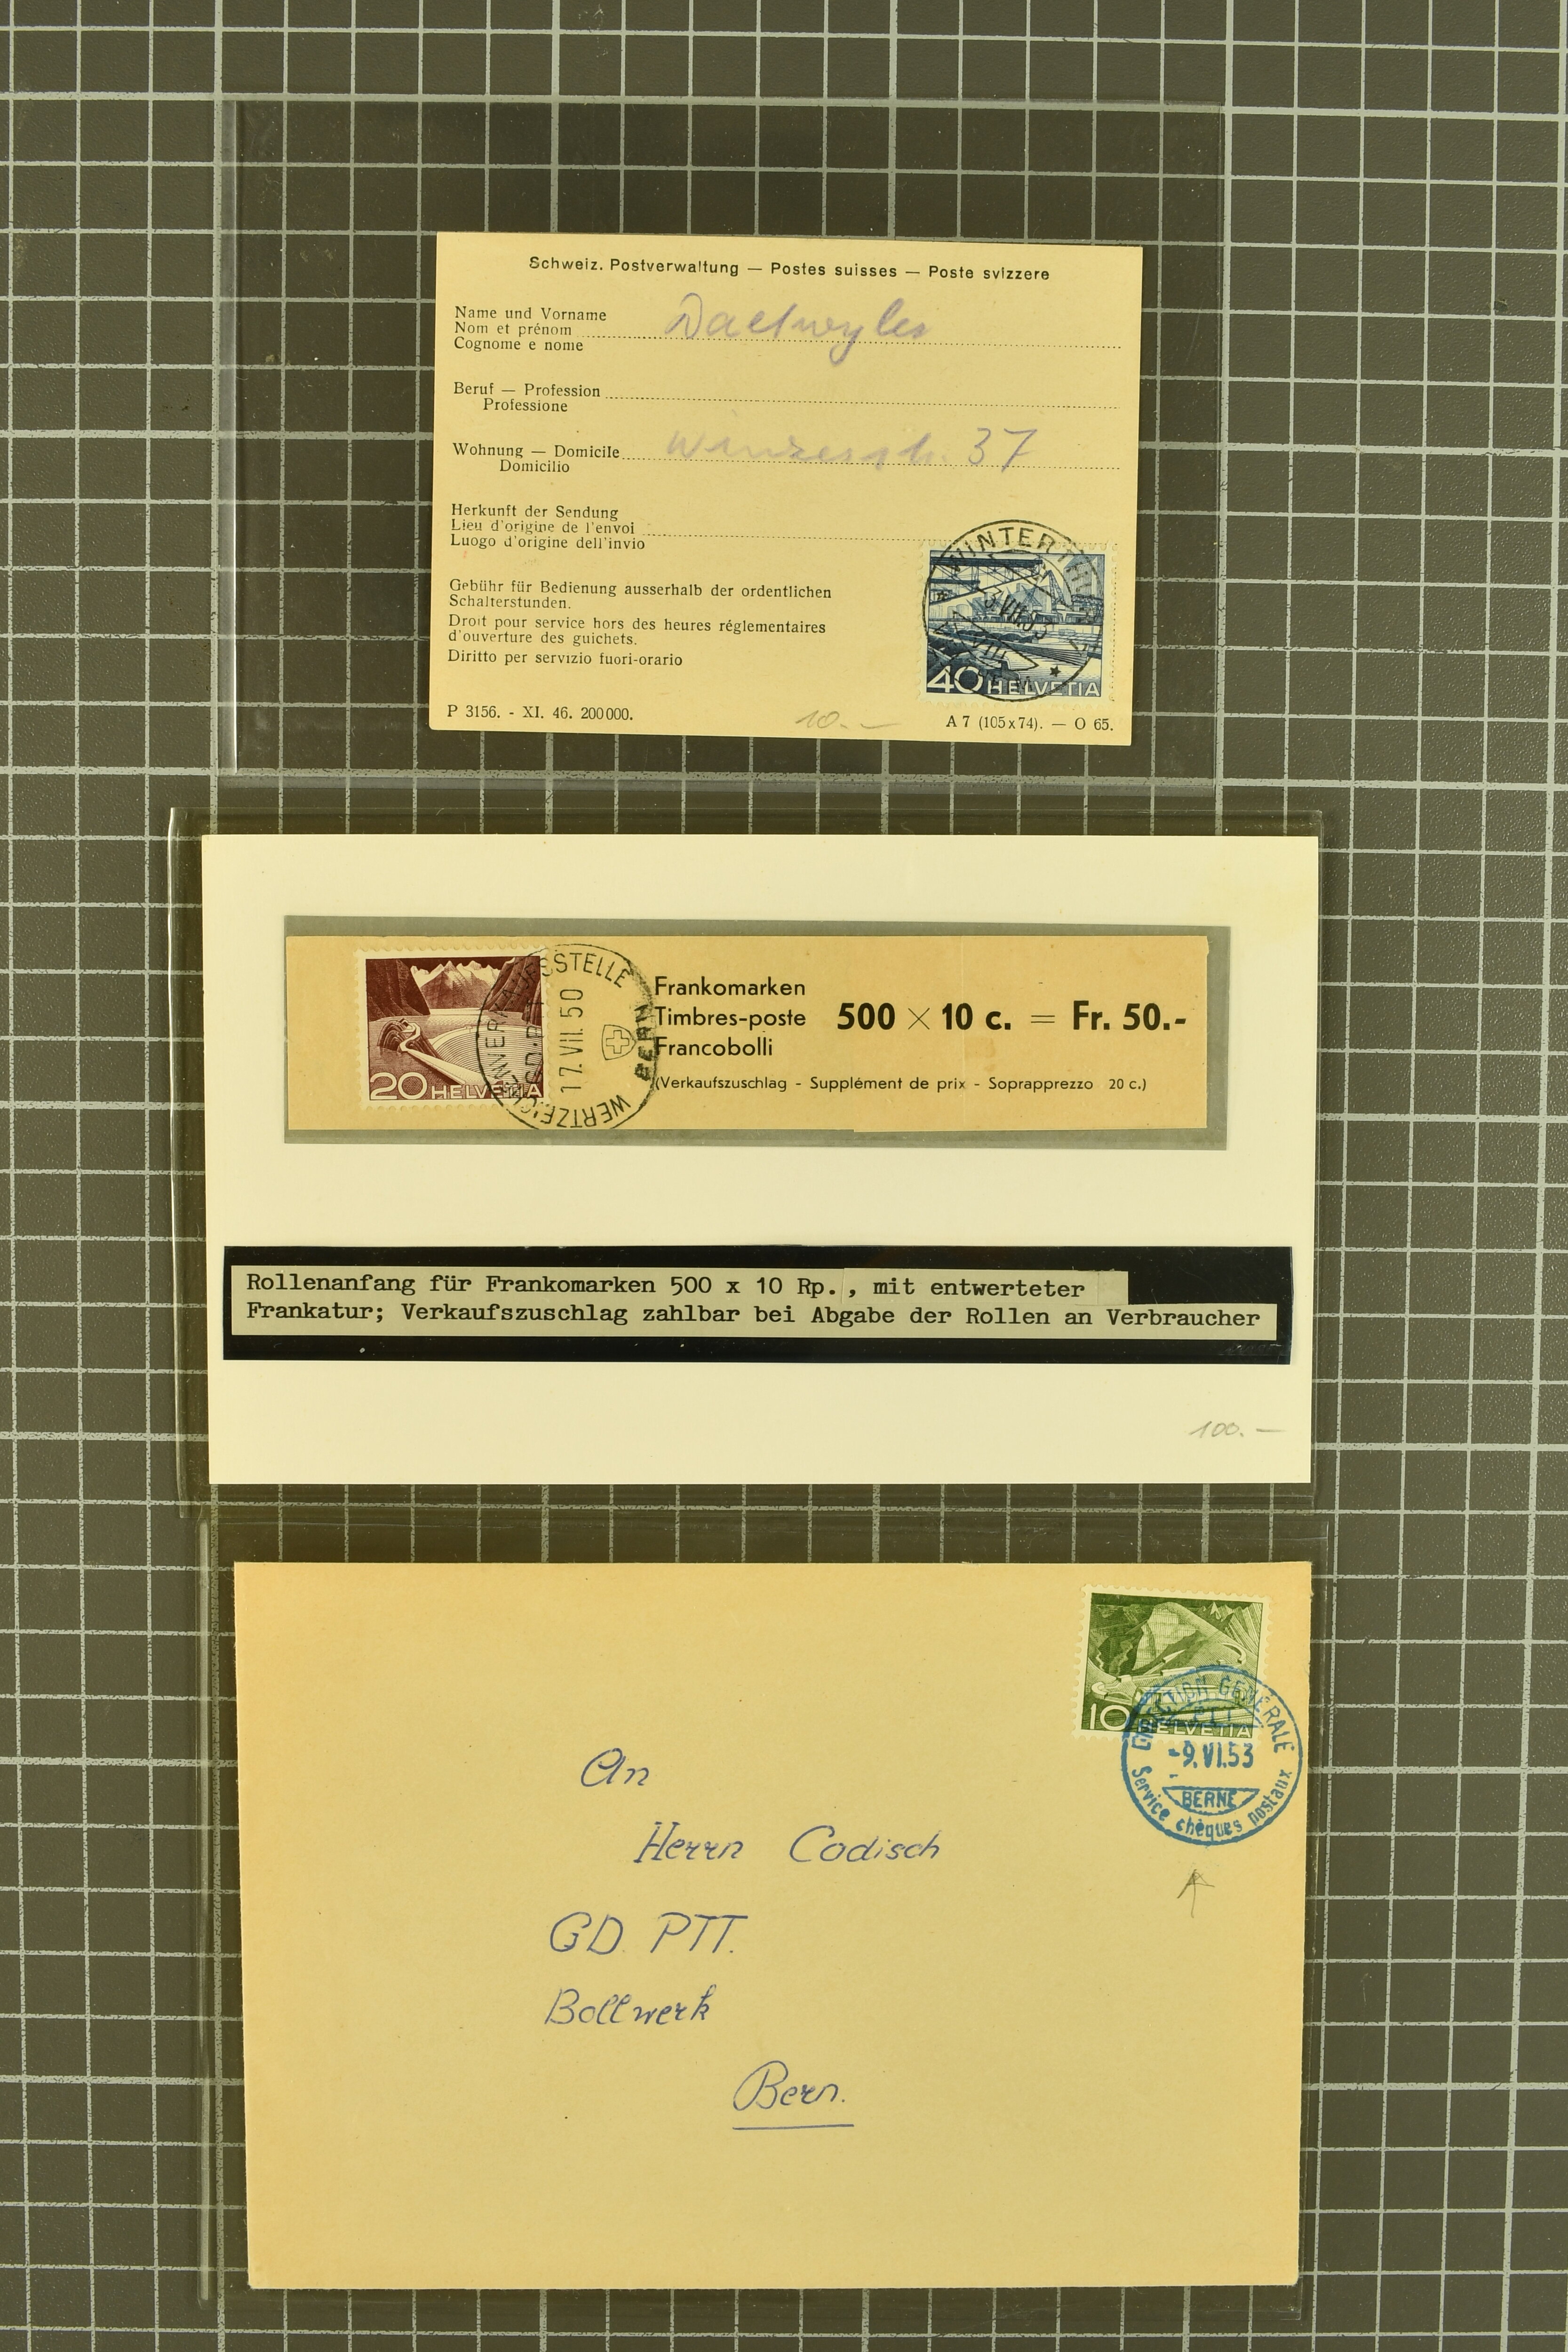 Schweiz. Postverwaltung — Postes suisses — Poste svizzere
Name und Vorname
Nom et prénom
Cognome e nome
Daetwyler
Beruf — Profession
Professione
Wohnung — Domicile
Domicilio
37
Herkunft der Sendung
Lieu d'origine de l'envoi
Luogo d'origine dell'invio
Gebühr für Bedienung ausserhalb der ordentlichen
Schalterstunden.
Droit pour service hors des heures réglementaires
d'ouverture des guichets.
Diritto per servizio fuori-orario
WINTERTHUR
40 HELVETIA
P 3156. - XI. 46. 200000.
10.-
A 7 (105x74). — O 65.
20 HELVETIA
17.VII.50
BERN
Frankomarken
Timbres-poste
Francobolli
500 × 10 c. = Fr. 50.-
(Verkaufszuschlag - Supplément de prix - Soprapprezzo 20 c.)
Rollenanfang für Frankomarken 500 x 10 Rp., mit entwerteter
Frankatur; Verkaufszuschlag zahlbar bei Abgabe der Rollen an Verbraucher
100.-
10 HELVETIA
DIRECTION GENERALE
PTT
-9.VI.53
BERNE
Service chèques postaux
An
Herrn Codisch
GD. PTT.
Bollwerk
Bern.